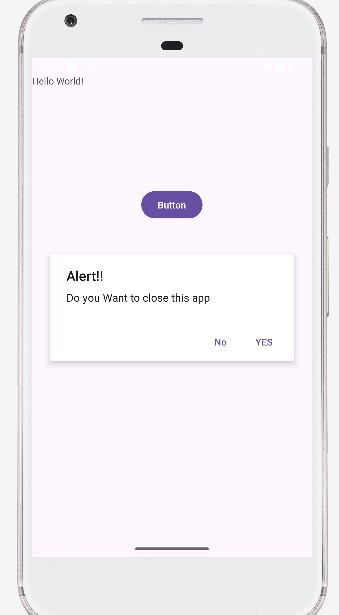 Hello World!
Button
Alert!!
Do you Want to close this app
No YES